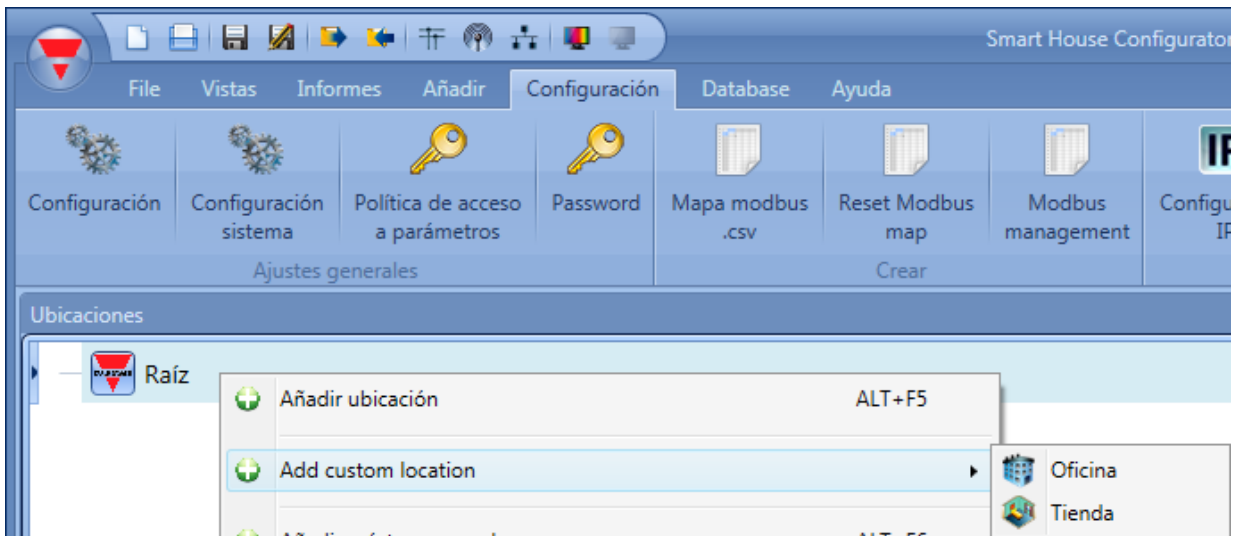 Smart House Configurator
File Vistas Informes Añadir Configuración Database Ayuda
Configuración Configuración Política de acceso Password Mapa modbus Reset Modbus Modbus
sistema a parámetros .csv map management
Ajustes generales Crear
Ubicaciones
Raíz
Añadir ubicación ALT+F5
Add custom location Oficina
Tienda